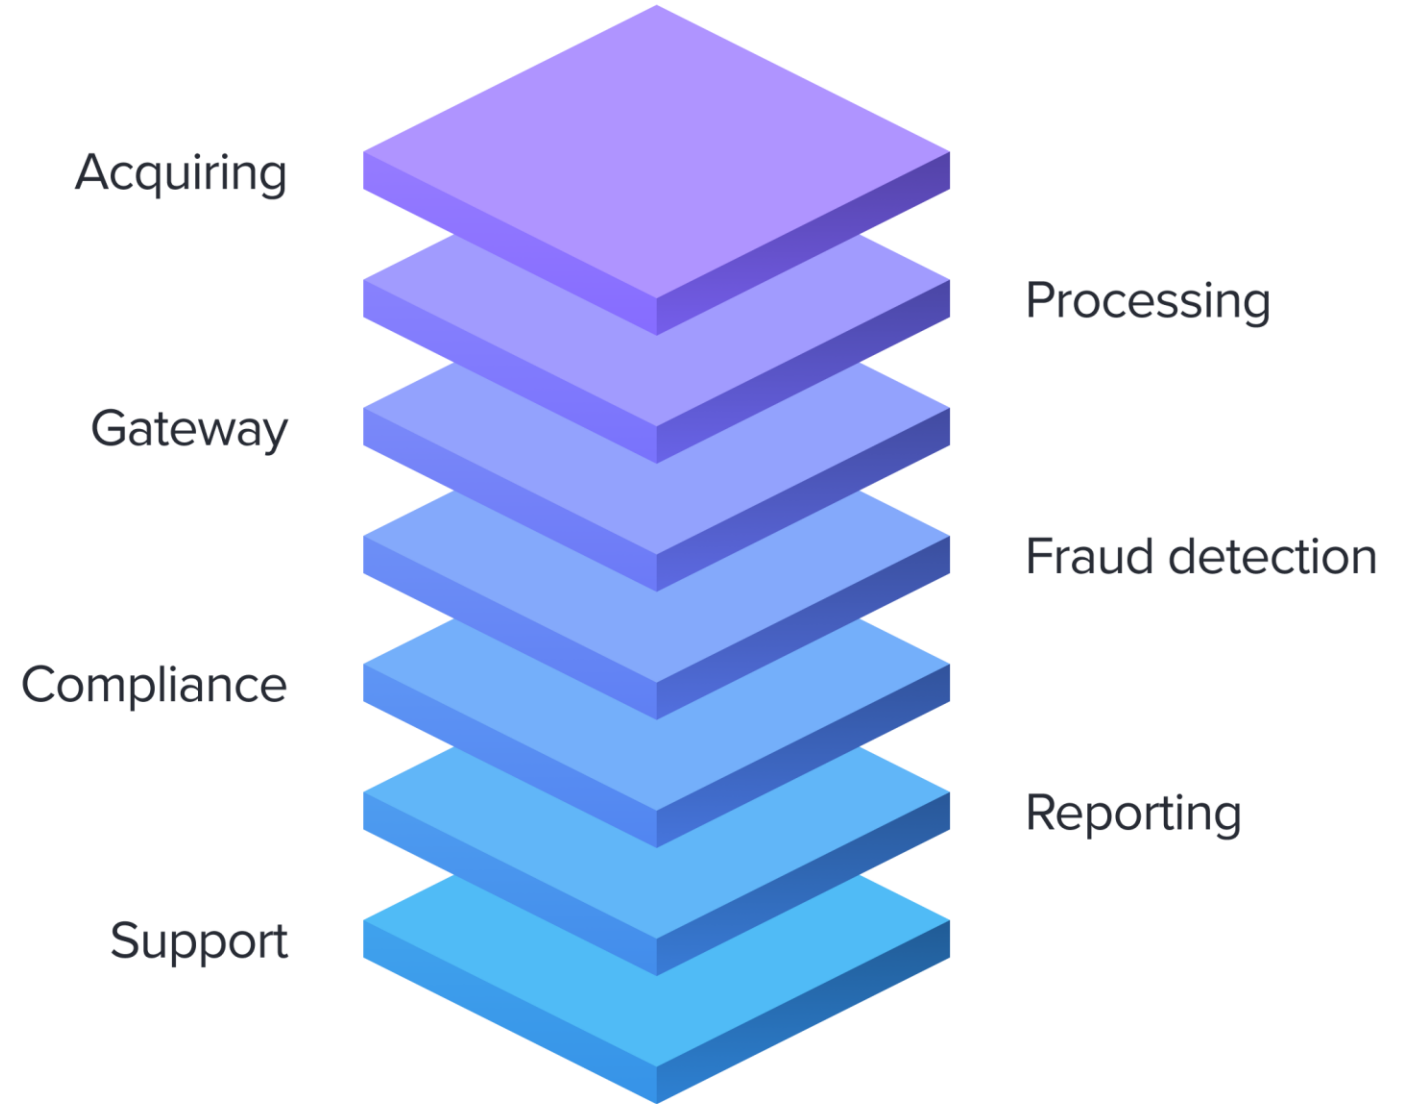 Acquiring
Processing
Gateway
Fraud detection
Compliance
Reporting
Support